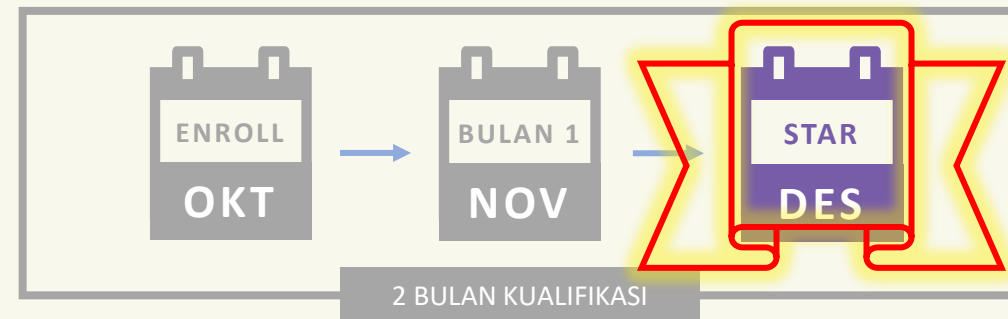 ENROLL
OKT
BULAN 1
NOV
STAR
DES
2 BULAN KUALIFIKASI